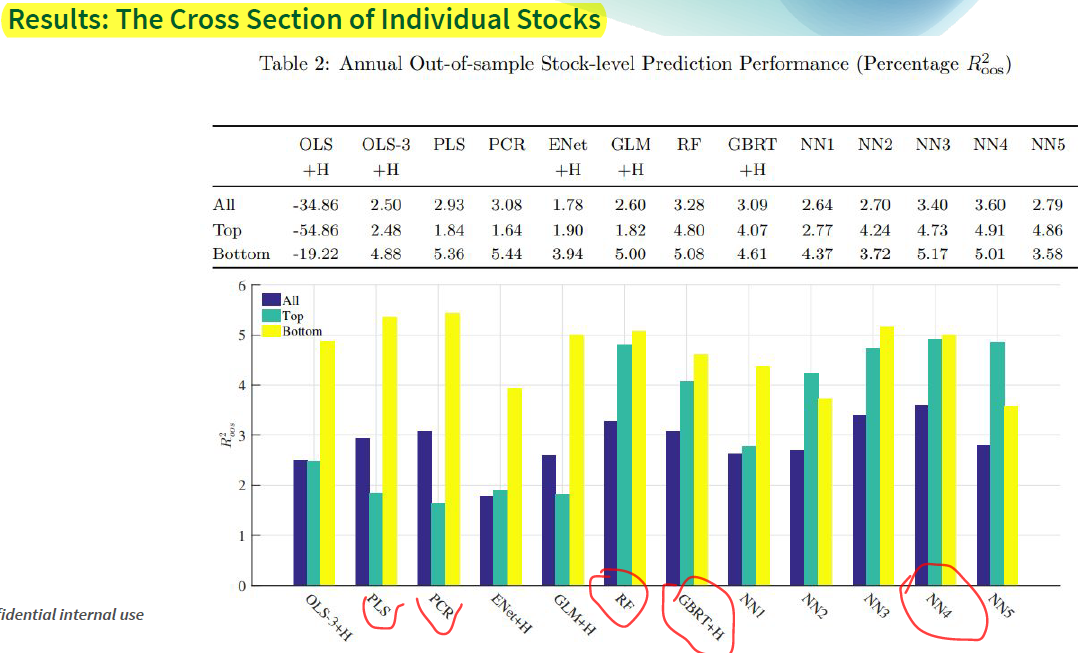 Results: The Cross Section of Individual Stocks
Table 2: Annual Out-of-sample Stock-level Prediction Performance (Percentage R²oos)
OLS OLS-3 PLS PCR ENet GLM RF GBRT NN1 NN2 NN3 NN4 NN5
+H +H +H +H +H
All -34.86 2.50 2.93 3.08 1.78 2.60 3.28 3.09 2.64 2.70 3.40 3.60 2.79
Top -54.86 2.48 1.84 1.64 1.90 1.82 4.80 4.07 2.77 4.24 4.73 4.91 4.86
Bottom -19.22 4.88 5.36 5.44 3.94 5.00 5.08 4.61 4.37 3.72 5.17 5.01 3.58
6
All
Top
Bottom
5
4
3
R²oos
2
1
0
OLS-3+H PLS PCR ENet+H GLM+H RF GBRT+H NN1 NN2 NN3 NN4 NN5
fidential internal use